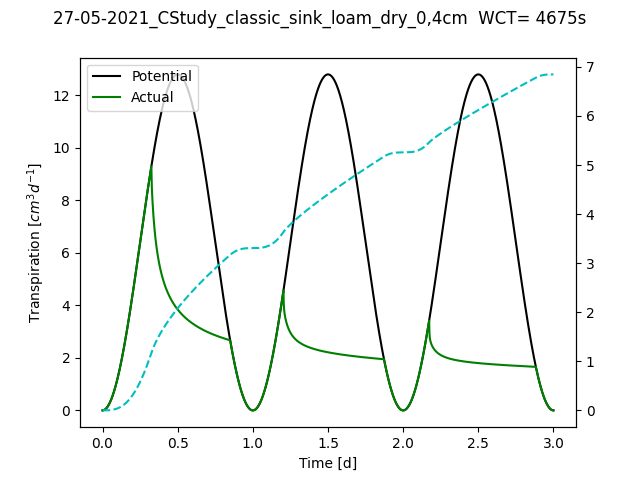 27-05-2021_CStudy_classic_sink_loam_dry_0,4cm  WCT= 4675s
Potential
Actual
Transpiration [$cm^3 d^{-1}$]
12
10
8
6
4
2
0
7
6
5
4
3
2
1
0
0.0 0.5 1.0 1.5 2.0 2.5 3.0
Time [d]